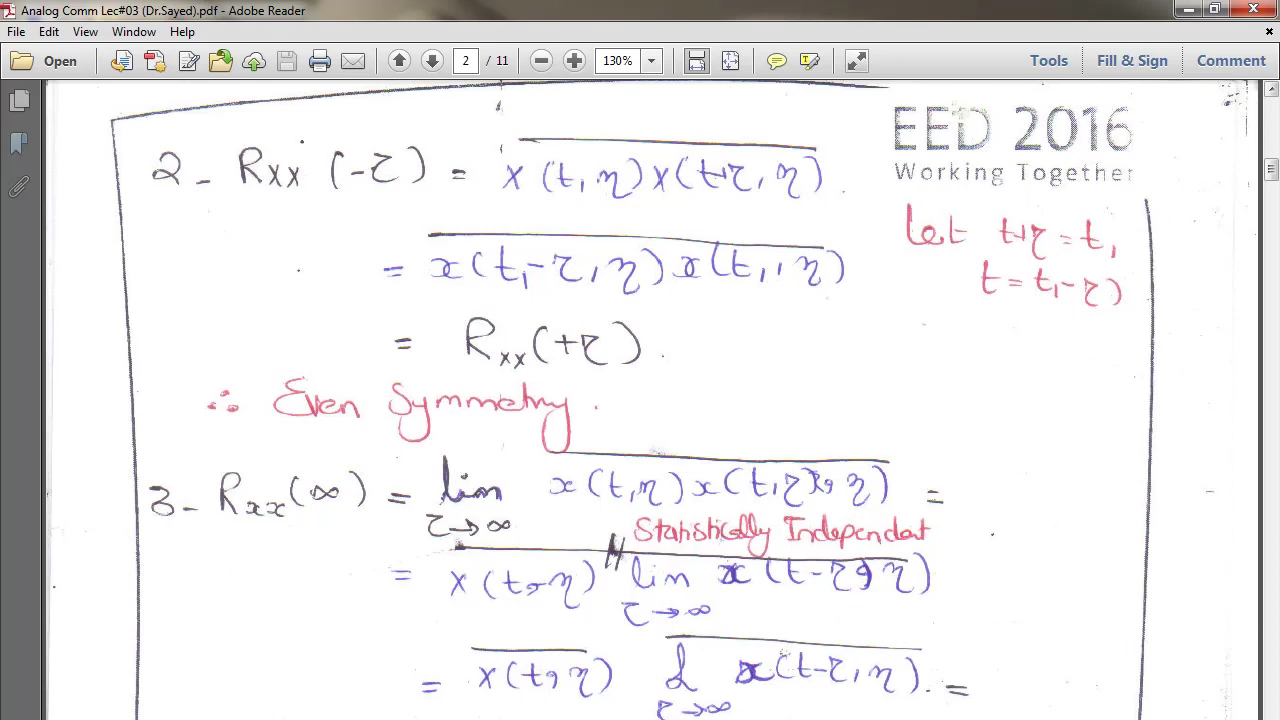 Analog Comm Lec#03 (Dr.Sayed).pdf - Adobe Reader
File Edit View Window Help
Open 2 / 11 130% Tools Fill & Sign Comment
EED 2016
Working Together
2- Rxx (-τ) = x(t, η) x(t+τ, η)
let t+τ = t₁
= x(t₁-τ, η) x(t₁, η)
t = t₁-τ)
= Rxx(+τ).
∴ Even Symmetry.
3- Rxx(∞) = lim x(t,η) x(t,τ), η) =
τ→∞
Statistically Independat
= x(t, η) lim x(t-τ, η)
τ→∞
= x(t, η) L x(t-τ, η). =
τ→∞